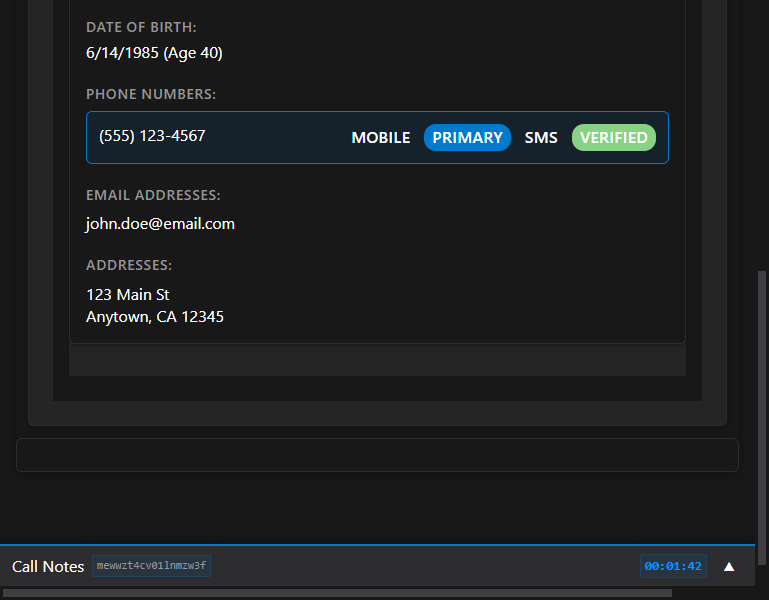 DATE OF BIRTH:
6/14/1985 (Age 40)
PHONE NUMBERS:
(555) 123-4567 MOBILE PRIMARY SMS VERIFIED
EMAIL ADDRESSES:
john.doe@email.com
ADDRESSES:
123 Main St
Anytown, CA 12345
Call Notes mewwzt4cv01lnmzw3f 00:01:42 ▲